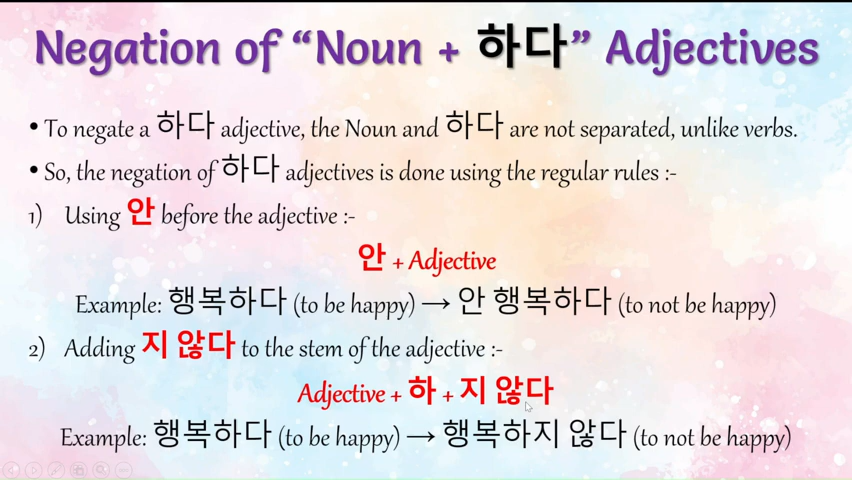 Negation of “Noun + 하다” Adjectives
• To negate a 하다 adjective, the Noun and 하다 are not separated, unlike verbs.
• So, the negation of 하다 adjectives is done using the regular rules :-
1) Using 안 before the adjective :-
안 + Adjective
Example: 행복하다 (to be happy) → 안 행복하다 (to not be happy)
2) Adding 지 않다 to the stem of the adjective :-
Adjective + 하 + 지 않다
Example: 행복하다 (to be happy) → 행복하지 않다 (to not be happy)